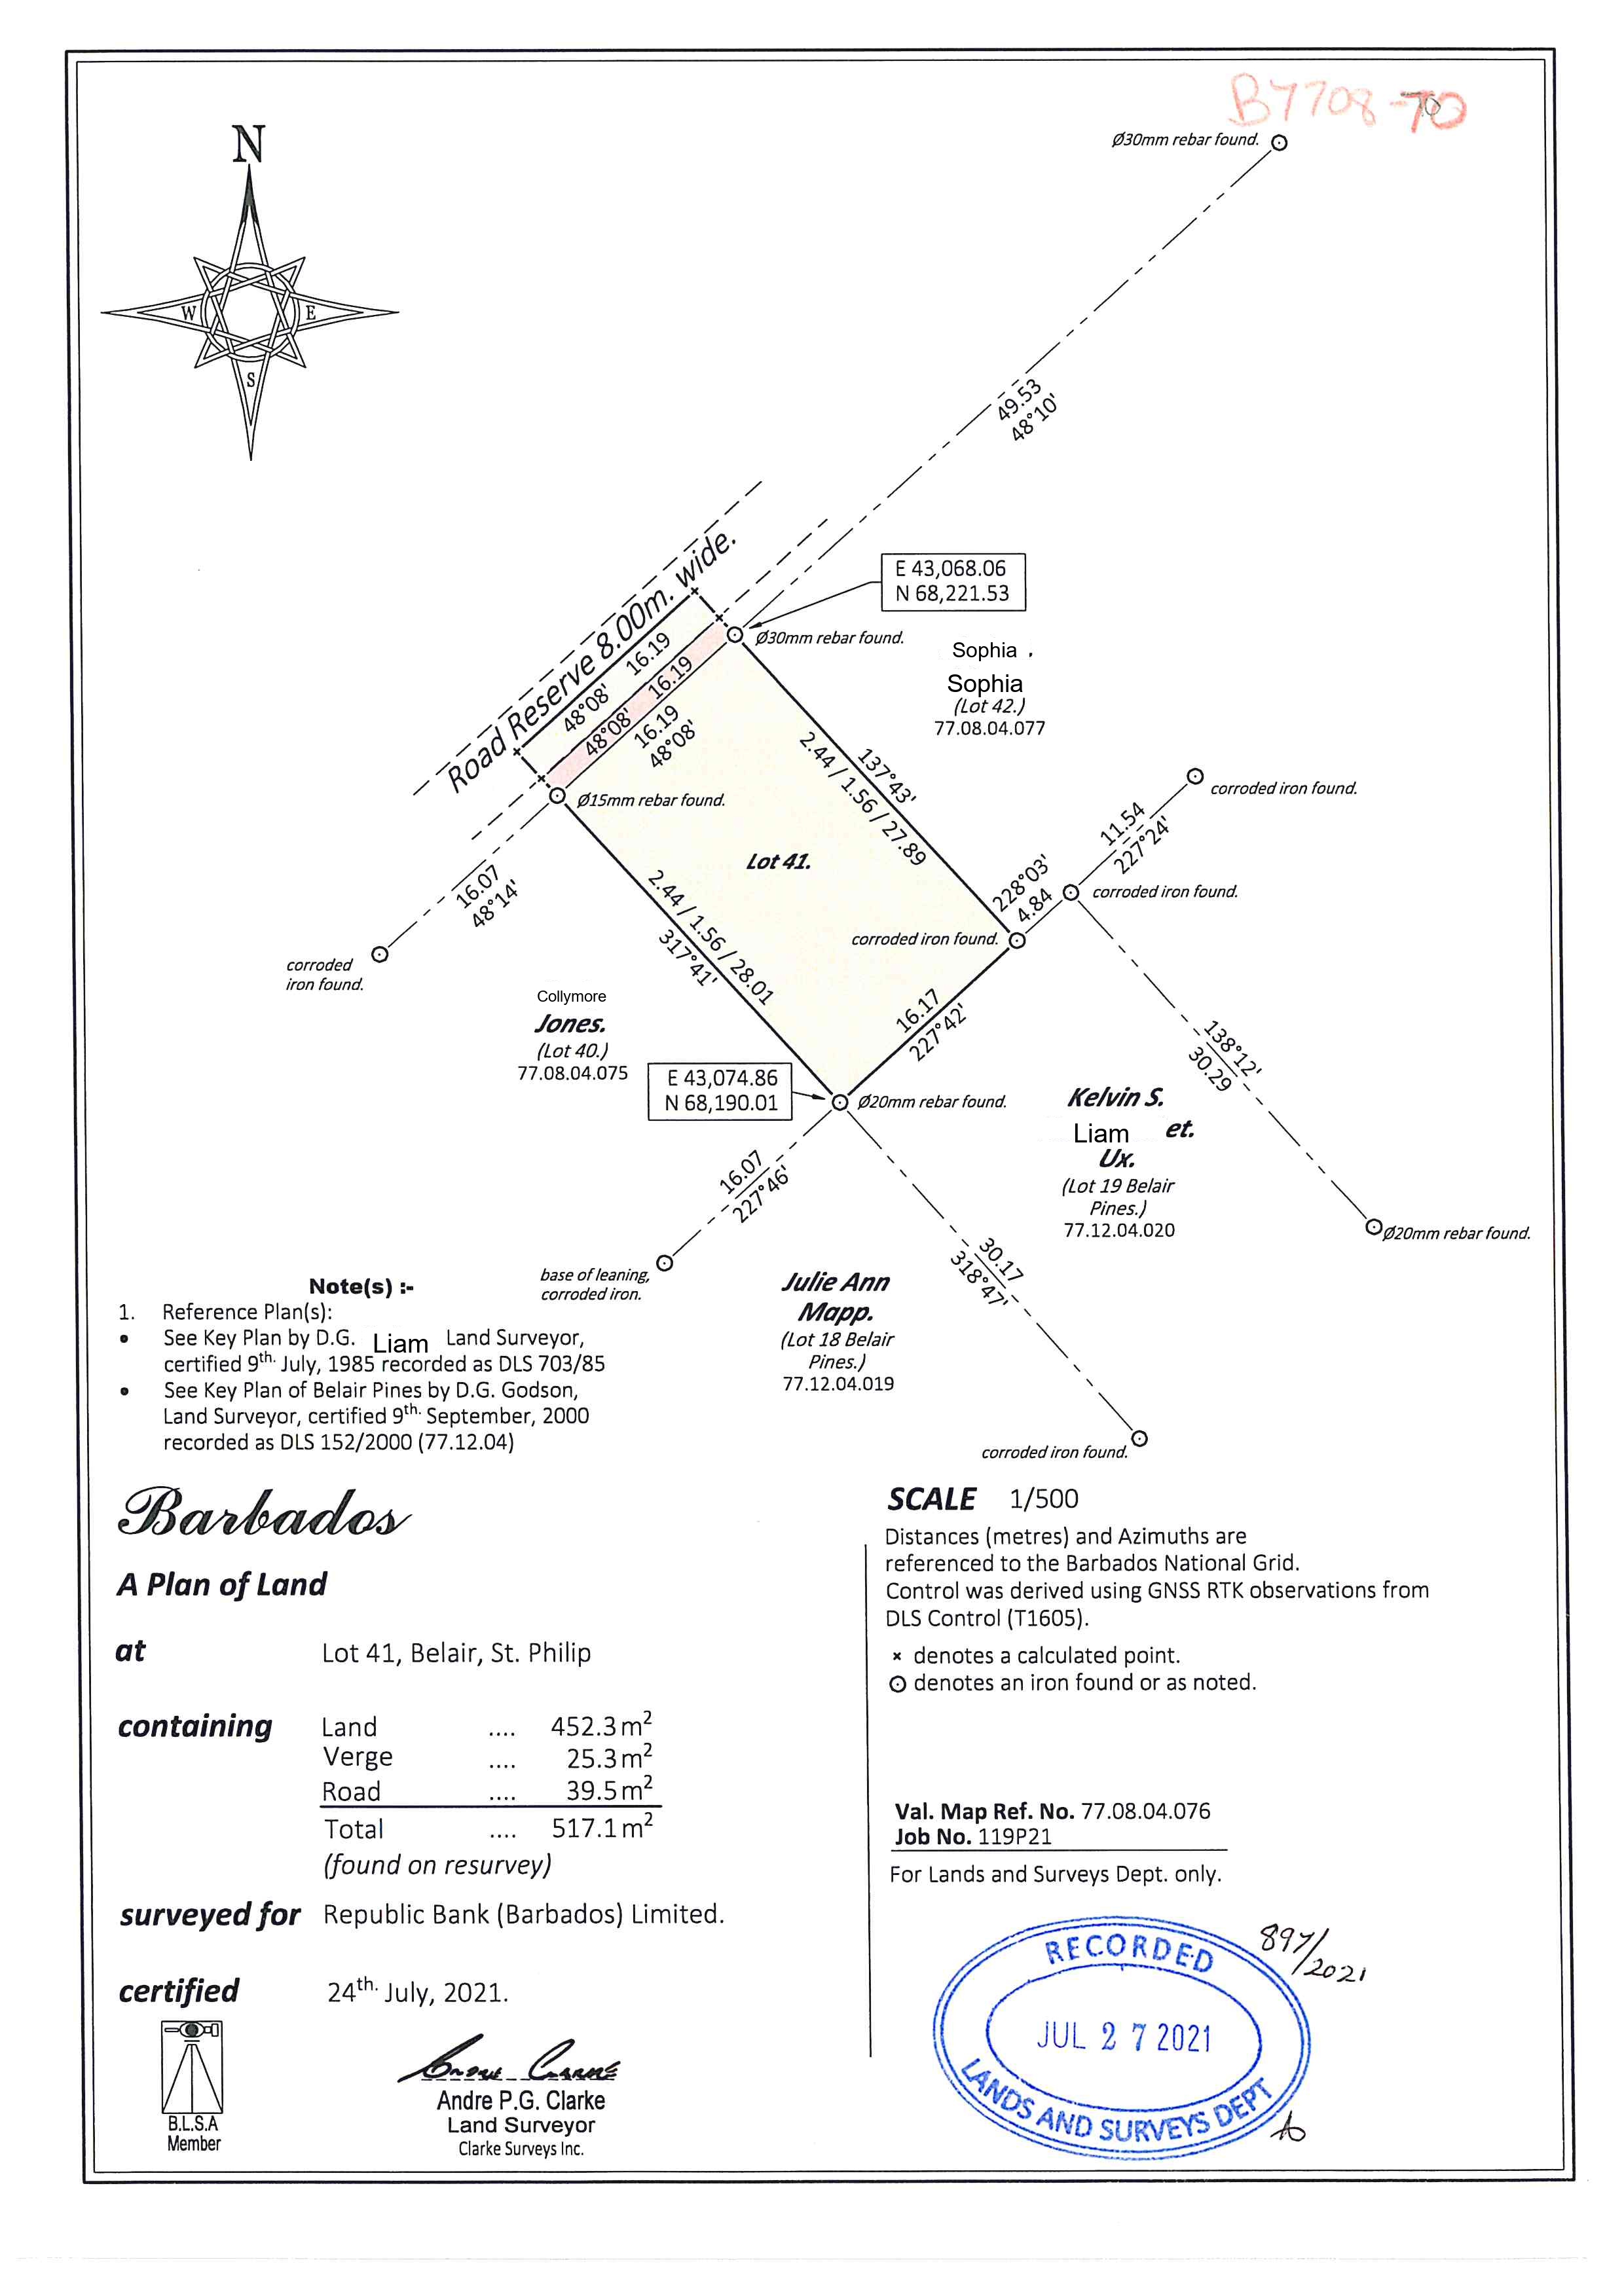 B7708-70
N
W
E
S
Ø30mm rebar found.
49.53
48°10'
Road Reserve 8.00m. wide.
E 43,068.06
N 68,221.53
Ø30mm rebar found.
16.19
48°08'
16.19
48°08'
16.19
48°08'
Sophia .
Sophia
(Lot 42.)
77.08.04.077
137°43'
2.44 / 1.56 / 27.89
Ø15mm rebar found.
corroded iron found.
11.54
227°24'
Lot 41.
228°03'
4.84
corroded iron found.
16.07
48°14'
2.44 / 1.56 / 28.01
317°41'
corroded iron found.
corroded
iron found.
16.17
227°42'
Collymore
Jones.
(Lot 40.)
77.08.04.075
E 43,074.86
N 68,190.01
Ø20mm rebar found.
138°12'
30.29
Kelvin S.
Liam et.
Ux.
(Lot 19 Belair
Pines.)
77.12.04.020
16.07
227°46'
Ø20mm rebar found.
30.17
318°47'
base of leaning,
corroded iron.
Julie Ann
Mapp.
(Lot 18 Belair
Pines.)
77.12.04.019
corroded iron found.
Note(s) :-
1. Reference Plan(s):
• See Key Plan by D.G. Liam Land Surveyor,
certified 9th. July, 1985 recorded as DLS 703/85
• See Key Plan of Belair Pines by D.G. Godson,
Land Surveyor, certified 9th. September, 2000
recorded as DLS 152/2000 (77.12.04)
Barbados
A Plan of Land
at Lot 41, Belair, St. Philip
containing Land .... 452.3 m²
Verge .... 25.3 m²
Road .... 39.5 m²
Total .... 517.1 m²
(found on resurvey)
surveyed for Republic Bank (Barbados) Limited.
certified 24th. July, 2021.
B.L.S.A
Member
Andre Clarke
Andre P.G. Clarke
Land Surveyor
Clarke Surveys Inc.
SCALE 1/500
Distances (metres) and Azimuths are
referenced to the Barbados National Grid.
Control was derived using GNSS RTK observations from
DLS Control (T1605).
× denotes a calculated point.
⊙ denotes an iron found or as noted.
Val. Map Ref. No. 77.08.04.076
Job No. 119P21
For Lands and Surveys Dept. only.
897/2021
RECORDED
JUL 27 2021
LANDS AND SURVEYS DEPT